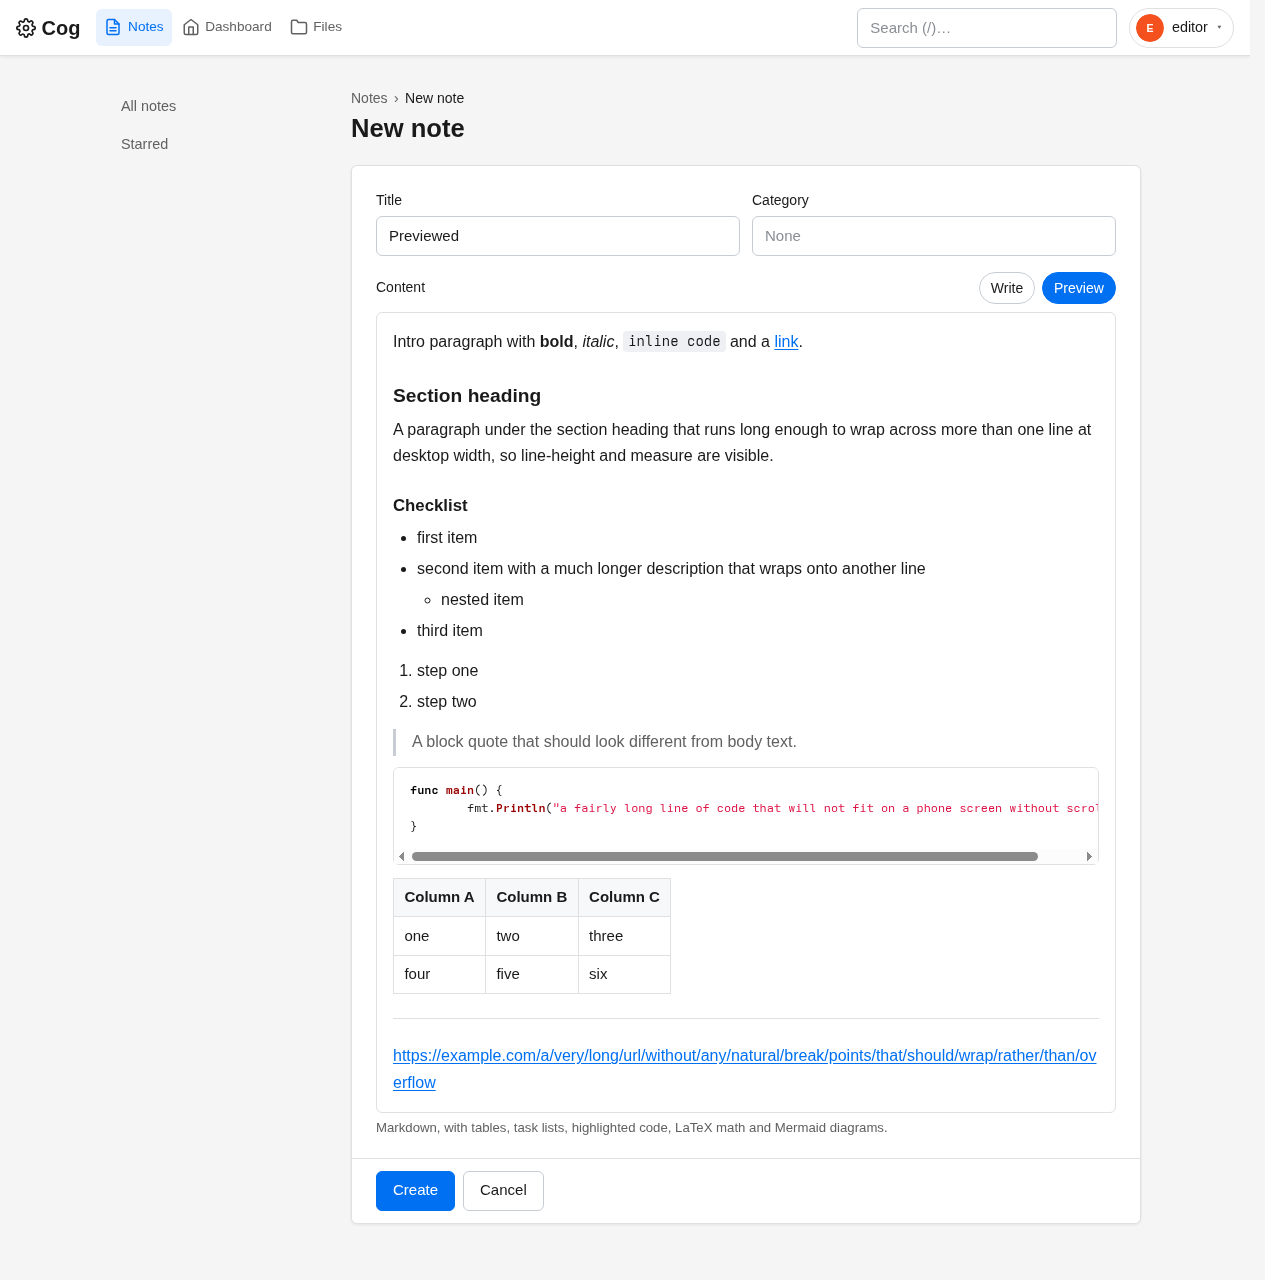 Cog
Notes
Dashboard
Files
Search (/)…
E
editor
All notes
Starred
Notes › New note
New note
Title
Category
Previewed
None
Content
Write
Preview
Intro paragraph with bold, italic, inline code and a link.
Section heading
A paragraph under the section heading that runs long enough to wrap across more than one line at
desktop width, so line-height and measure are visible.
Checklist
• first item
• second item with a much longer description that wraps onto another line
◦ nested item
• third item
1. step one
2. step two
A block quote that should look different from body text.
func main() {
fmt.Println("a fairly long line of code that will not fit on a phone screen without
}
Column A Column B Column C
one two three
four five six
https://example.com/a/very/long/url/without/any/natural/break/points/that/should/wrap/rather/than/ov
erflow
Markdown, with tables, task lists, highlighted code, LaTeX math and Mermaid diagrams.
Create
Cancel